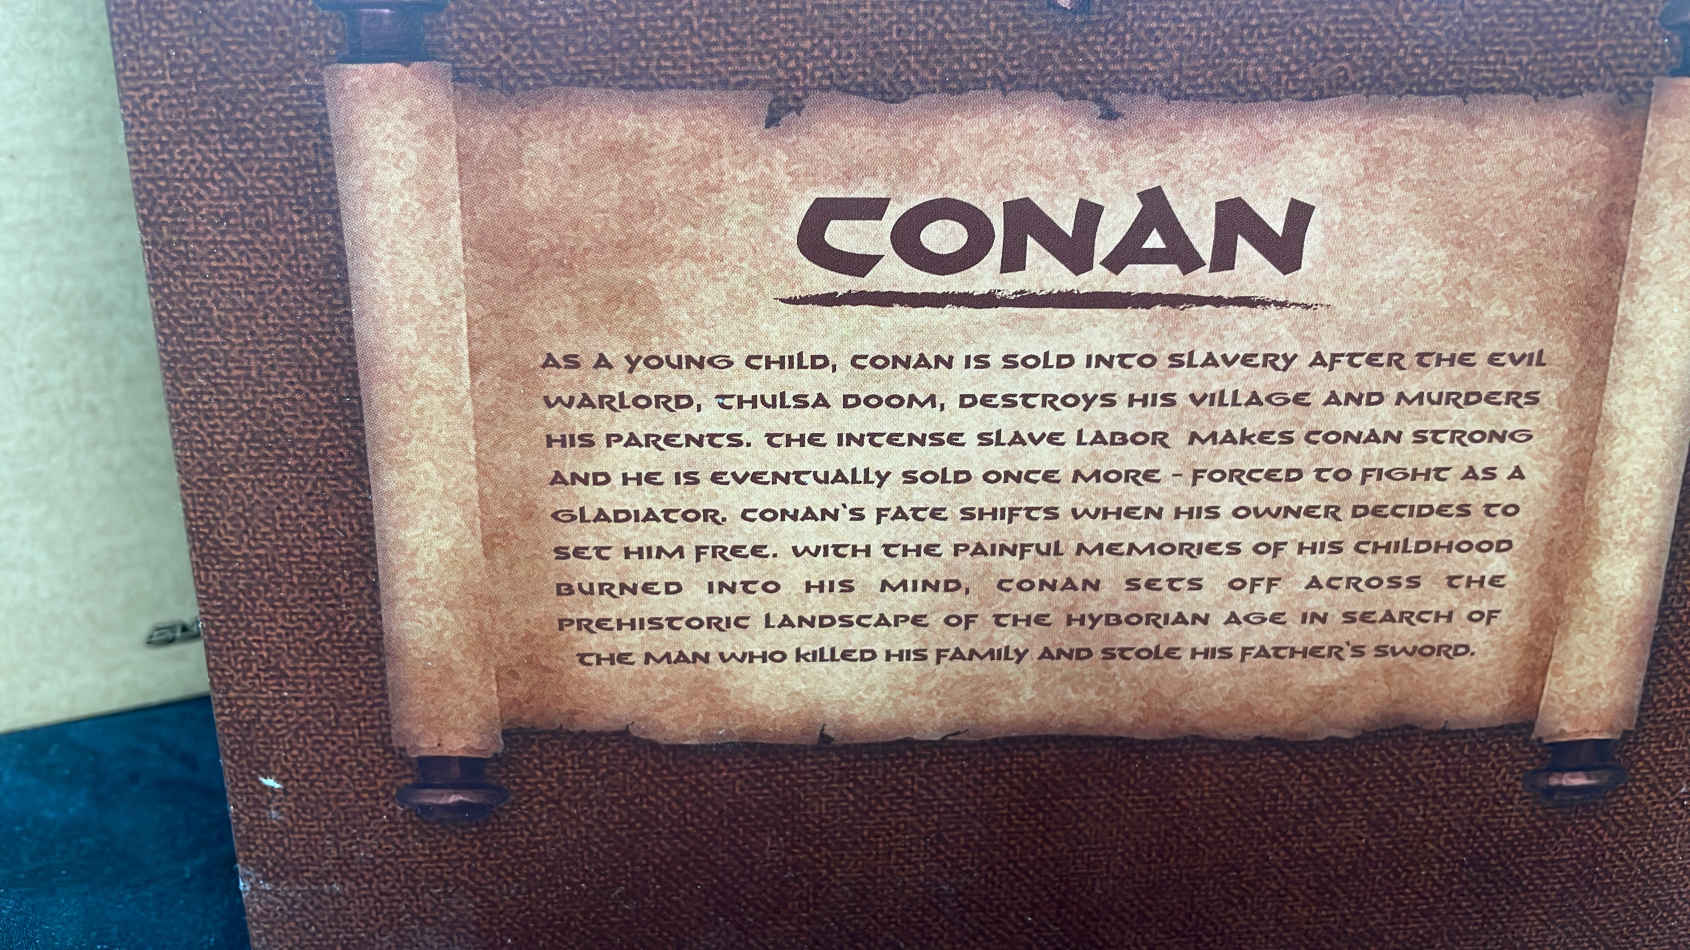 CONAN
AS A YOUNG CHILD, CONAN IS SOLD INTO SLAVERY AFTER THE EVIL
WARLORD, THULSA DOOM, DESTROYS HIS VILLAGE AND MURDERS
HIS PARENTS. THE INTENSE SLAVE LABOR MAKES CONAN STRONG
AND HE IS EVENTUALLY SOLD ONCE MORE - FORCED TO FIGHT AS A
GLADIATOR. CONAN'S FATE SHIFTS WHEN HIS OWNER DECIDES TO
SET HIM FREE. WITH THE PAINFUL MEMORIES OF HIS CHILDHOOD
BURNED INTO HIS MIND, CONAN SETS OFF ACROSS THE
PREHISTORIC LANDSCAPE OF THE HYBORIAN AGE IN SEARCH OF
THE MAN WHO KILLED HIS FAMILY AND STOLE HIS FATHER'S SWORD.